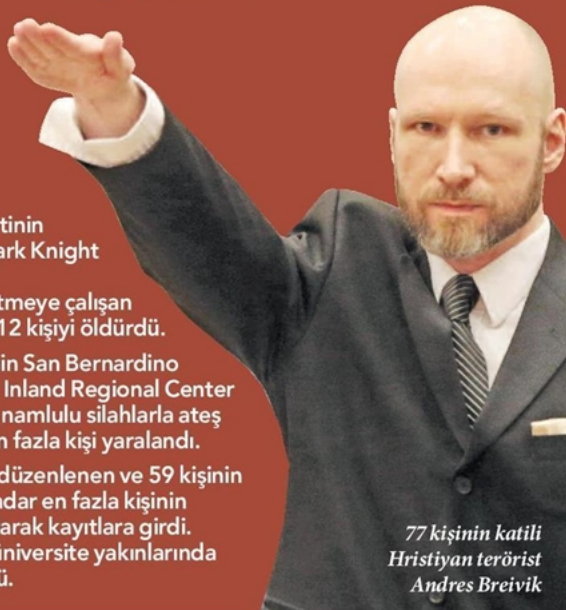 tinin
ark Knight
tmeye çalışan
12 kişiyi öldürdü.
in San Bernardino
Inland Regional Center
namlulu silahlarla ateş
n fazla kişi yaralandı.
düzenlenen ve 59 kişinin
dar en fazla kişinin
arak kayıtlara girdi.
niversite yakınlarında
ü.
77 kişinin katili
Hristiyan terörist
Andres Breivik